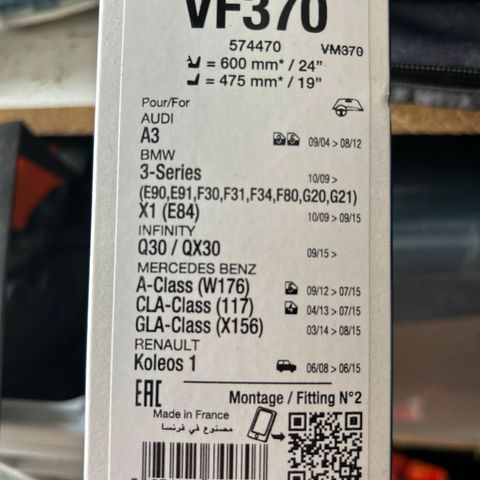 VF370
574470 VM370
= 600 mm* / 24"
= 475 mm* / 19"
Pour/For
AUDI
A3 09/04 > 08/12
BMW
3-Series 10/09 >
(E90,E91,F30,F31,F34,F80,G20,G21)
X1 (E84) 10/09 > 09/15
INFINITY
Q30 / QX30 09/15 >
MERCEDES BENZ
A-Class (W176) 09/12 > 07/15
CLA-Class (117) 04/13 > 07/15
GLA-Class (X156) 03/14 > 08/15
RENAULT
Koleos 1 06/08 > 06/15
EAC Montage / Fitting N°2
Made in France
مصنوع في فرنسا